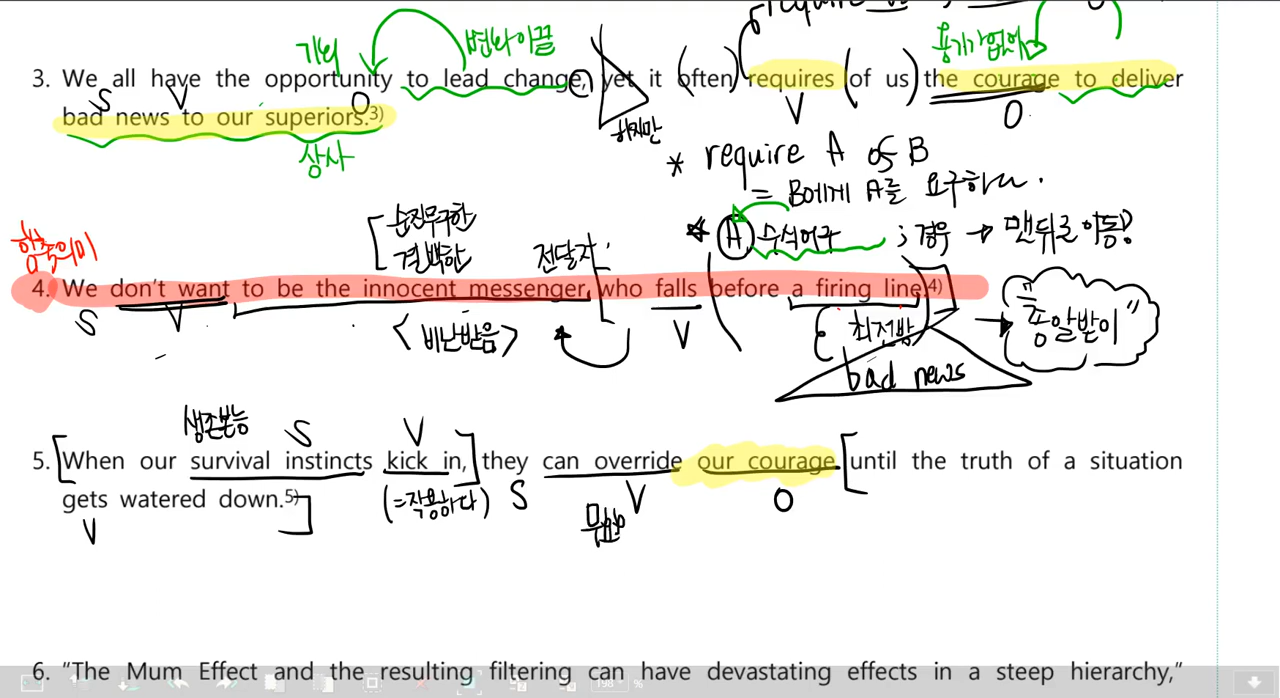 기회
변화 이끌
용기가 없어
3. We all have the opportunity to lead change, yet it often requires of us the courage to deliver
S V O V O
bad news to our superiors.3)
상사
하지만
* require A of B
= B에게 A를 요구하다.
순진무구한
결백한
전달자
* A 수식어구 ; 경우 → 맨뒤로 이동!
함축의미
4. We don't want to be the innocent messenger who falls before a firing line.4)
S V V
<비난받음>
최전방
bad news
"총알받이"
생존본능 S V
5. When our survival instincts kick in, they can override our courage until the truth of a situation
(=작용하다) S V O
gets watered down.5)
V
6. "The Mum Effect and the resulting filtering can have devastating effects in a steep hierarchy,"
198 %